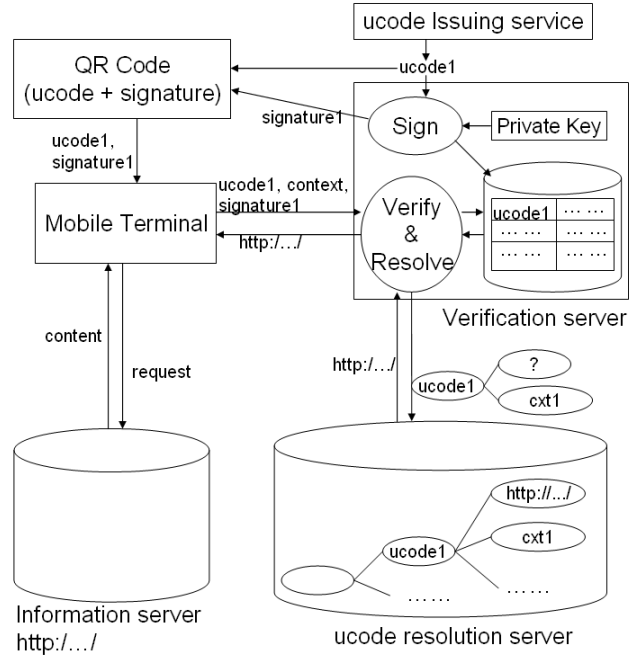 ucode Issuing service
QR Code
(ucode + signature)
ucode1
signature1
Sign
Private Key
ucode1,
signature1
Mobile Terminal
ucode1, context,
signature1
http:/.../
Verify
&
Resolve
ucode1
... ...
... ...
... ...
... ...
... ...
Verification server
content
request
http:/.../
ucode1
?
cxt1
http://.../
ucode1
cxt1
... ...
... ...
Information server
http:/.../
ucode resolution server